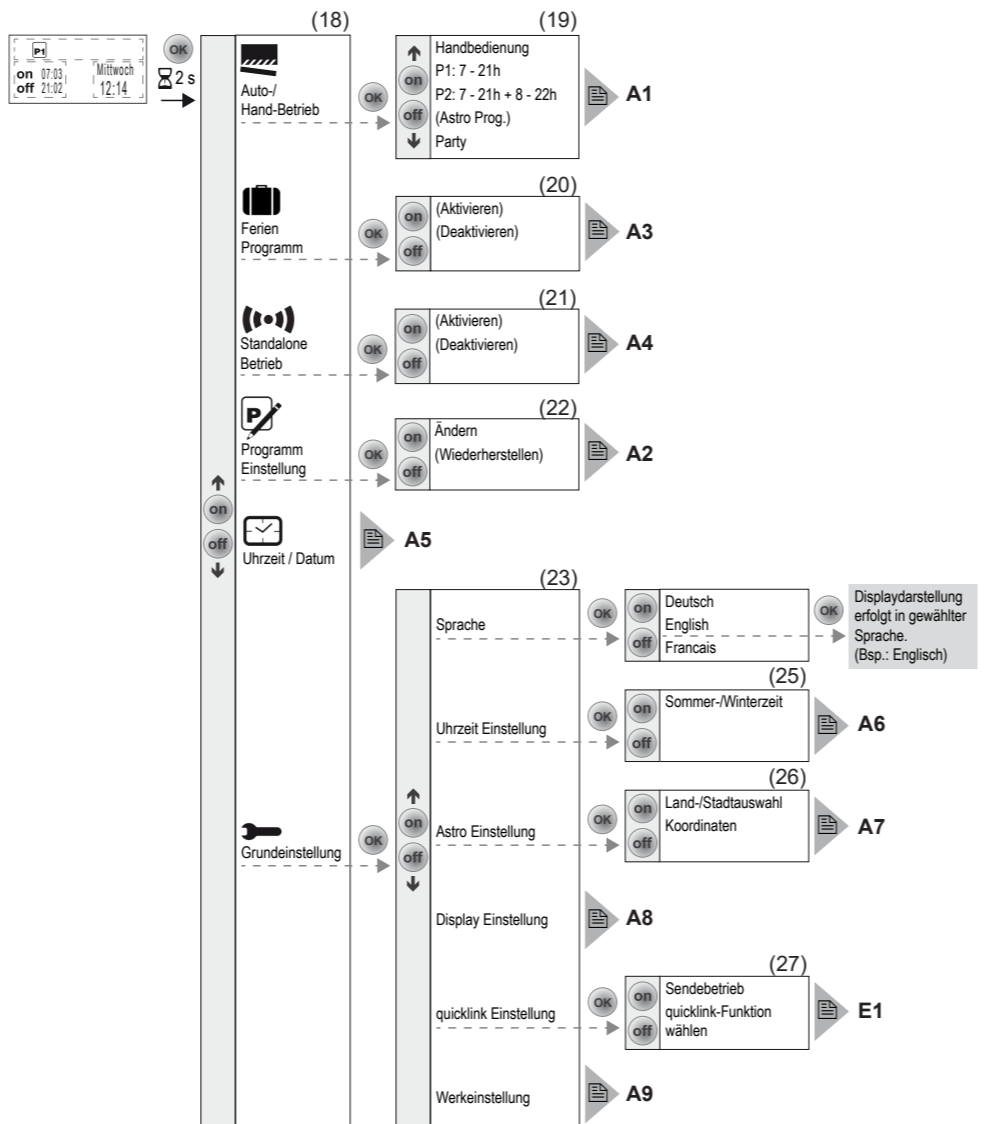 (18)
(19)
P1
on 07:03
off 21:02
Mittwoch
12:14
OK
2 s
Auto-/
Hand-Betrieb
OK
on
off
Handbedienung
P1: 7 - 21h
P2: 7 - 21h + 8 - 22h
(Astro Prog.)
Party
A1
(20)
Ferien
Programm
OK
on
off
(Aktivieren)
(Deaktivieren)
A3
(21)
Standalone
Betrieb
OK
on
off
(Aktivieren)
(Deaktivieren)
A4
(22)
P
Programm
Einstellung
OK
on
off
Ändern
(Wiederherstellen)
A2
on
off
Uhrzeit / Datum
A5
(23)
Sprache
OK
on
off
Deutsch
English
Francais
OK
Displaydarstellung
erfolgt in gewählter
Sprache.
(Bsp.: Englisch)
(25)
Uhrzeit Einstellung
OK
on
off
Sommer-/Winterzeit
A6
(26)
Grundeinstellung
OK
on
off
Astro Einstellung
OK
on
off
Land-/Stadtauswahl
Koordinaten
A7
Display Einstellung
A8
(27)
quicklink Einstellung
OK
on
off
Sendebetrieb
quicklink-Funktion
wählen
E1
Werkeinstellung
A9